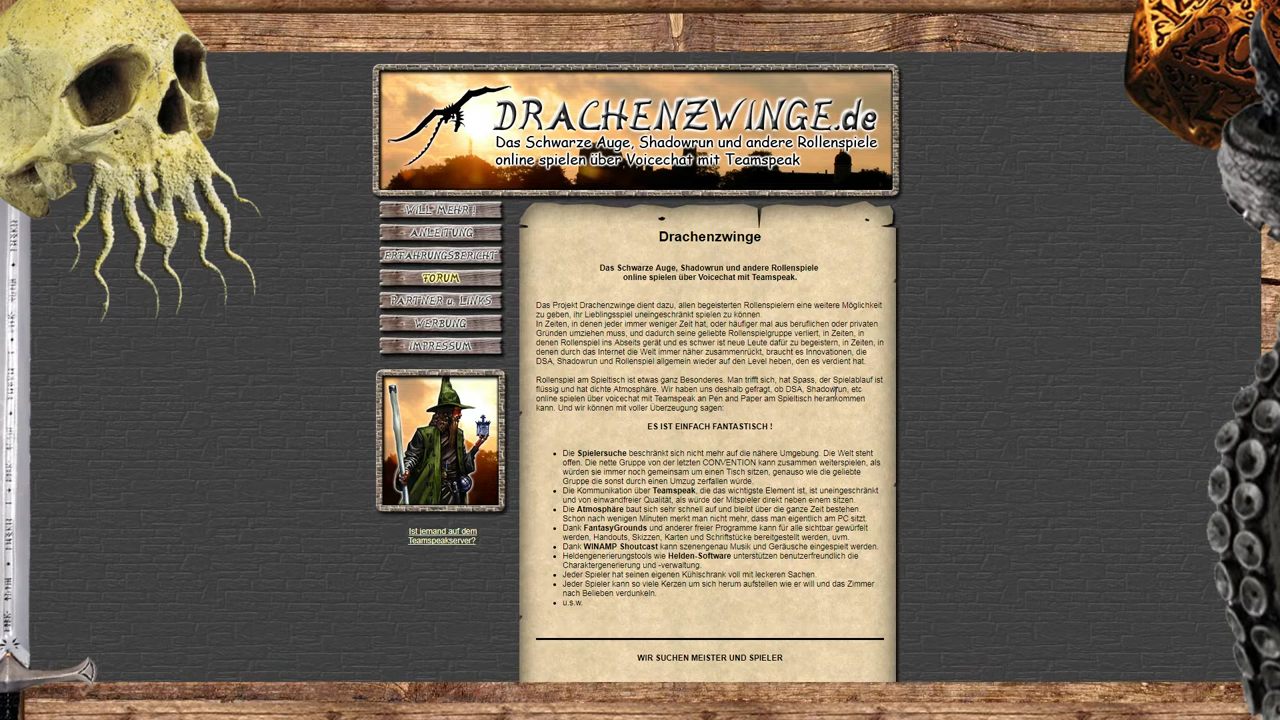 DRACHENZWINGE.de
Das Schwarze Auge, Shadowrun und andere Rollenspiele
online spielen über Voicechat mit Teamspeak
20
WILL MEHR !
ANLEITUNG
ERFAHRUNGSBERICHT
FORUM
PARTNER u. LINKS
WERBUNG
IMPRESSUM
Ist jemand auf dem
Teamspeakserver?
Drachenzwinge
Das Schwarze Auge, Shadowrun und andere Rollenspiele
online spielen über Voicechat mit Teamspeak.
Das Projekt Drachenzwinge dient dazu, allen begeisterten Rollenspielern eine weitere Möglichkeit
zu geben, ihr Lieblingsspiel uneingeschränkt spielen zu können.
In Zeiten, in denen jeder immer weniger Zeit hat, oder häufiger mal aus beruflichen oder privaten
Gründen umziehen muss, und dadurch seine geliebte Rollenspielgruppe verliert, in Zeiten, in
denen Rollenspiel ins Abseits gerät und es schwer ist neue Leute dafür zu begeistern, in Zeiten, in
denen durch das Internet die Welt immer näher zusammenrückt, braucht es Innovationen, die
DSA, Shadowrun und Rollenspiel allgemein wieder auf den Level heben, den es verdient hat.
Rollenspiel am Spieltisch ist etwas ganz Besonderes. Man trifft sich, hat Spass, der Spielablauf ist
flüssig und hat dichte Atmosphäre. Wir haben uns deshalb gefragt, ob DSA, Shadowrun, etc
online spielen über voicechat mit Teamspeak an Pen and Paper am Spieltisch herankommen
kann. Und wir können mit voller Überzeugung sagen:
ES IST EINFACH FANTASTISCH !
Die Spielersuche beschränkt sich nicht mehr auf die nähere Umgebung. Die Welt steht
offen. Die nette Gruppe von der letzten CONVENTION kann zusammen weiterspielen, als
würden sie immer noch gemeinsam um einen Tisch sitzen, genauso wie die geliebte
Gruppe die sonst durch einen Umzug zerfallen würde.
Die Kommunikation über Teamspeak, die das wichtigste Element ist, ist uneingeschränkt
und von einwandfreier Qualität, als würde der Mitspieler direkt neben einem sitzen.
Die Atmosphäre baut sich sehr schnell auf und bleibt über die ganze Zeit bestehen.
Schon nach wenigen Minuten merkt man nicht mehr, dass man eigentlich am PC sitzt.
Dank FantasyGrounds und anderer freier Programme kann für alle sichtbar gewürfelt
werden, Handouts, Skizzen, Karten und Schriftstücke bereitgestellt werden, uvm.
Dank WINAMP Shoutcast kann szenengenau Musik und Geräusche eingespielt werden.
Heldengenerierungstools wie Helden-Software unterstützen benutzerfreundlich die
Charaktergenerierung und -verwaltung.
Jeder Spieler hat seinen eigenen Kühlschrank voll mit leckeren Sachen.
Jeder Spieler kann so viele Kerzen um sich herum aufstellen wie er will und das Zimmer
nach Belieben verdunkeln.
u.s.w.
WIR SUCHEN MEISTER UND SPIELER